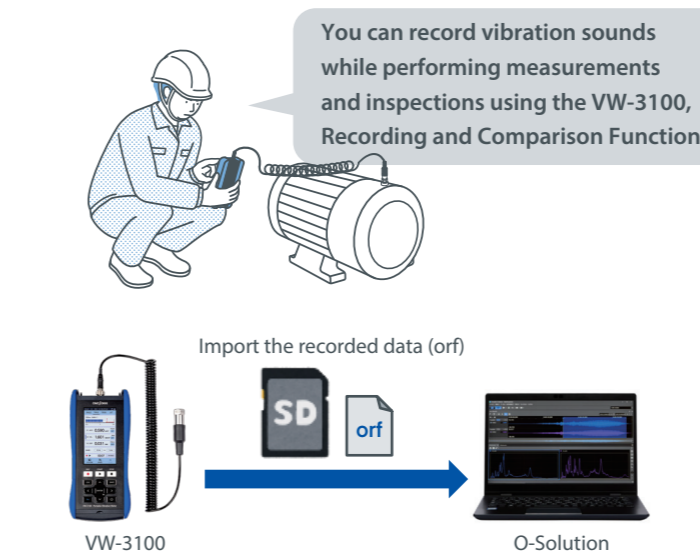 You can record vibration sounds
while performing measurements
and inspections using the VW-3100,
Recording and Comparison Function
Import the recorded data (orf)
SD
orf
VW-3100
O-Solution